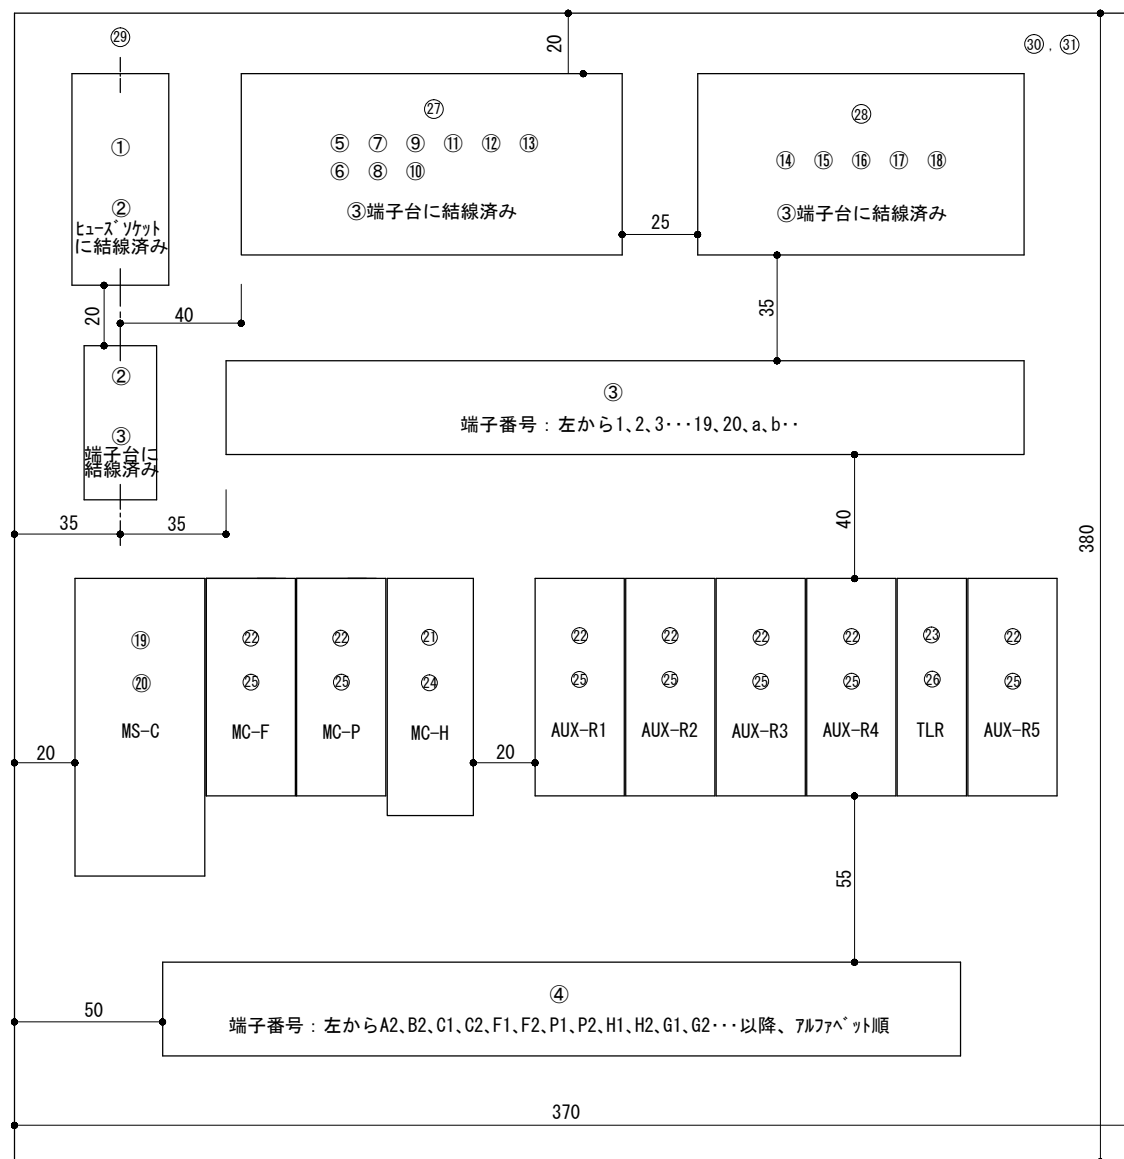 ㉙
20
㉚.㉛
㉗
①
⑤ ⑦ ⑨ ⑪ ⑫ ⑬
⑥ ⑧ ⑩
③端子台に結線済み
㉘
⑭ ⑮ ⑯ ⑰ ⑱
③端子台に結線済み
②
ﾋｭｰｽﾞｿｹｯﾄ
に結線済み
25
20
40
35
②
③
端子台に
結線済み
③
端子番号：左から1､2､3･･･19､20､a､b･･
35
35
40
380
⑲
⑳
MS-C
㉒
㉕
MC-F
㉒
㉕
MC-P
㉑
㉔
MC-H
㉒
㉕
AUX-R1
㉒
㉕
AUX-R2
㉒
㉕
AUX-R3
㉒
㉕
AUX-R4
㉓
㉖
TLR
㉒
㉕
AUX-R5
20
20
55
④
端子番号：左からA2､B2､C1､C2､F1､F2､P1､P2､H1､H2､G1､G2･･･以降、ｱﾙﾌｧﾍﾞｯﾄ順
50
370